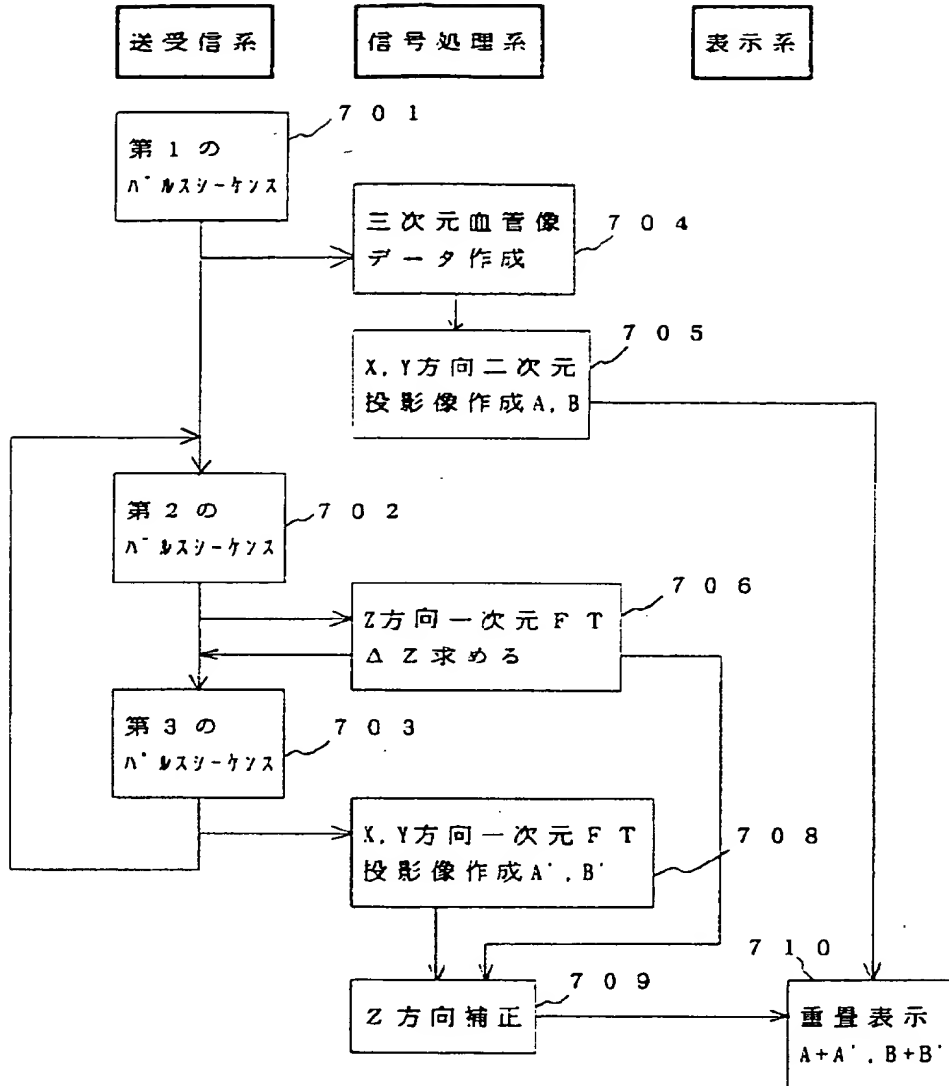 送受信系
信号処理系
表示系
701
第1の
パルスシーケンス
三次元血管像
データ作成
704
X,Y方向二次元
投影像作成A,B
705
第2の
パルスシーケンス
702
Z方向一次元FT
ΔZ求める
706
第3の
パルスシーケンス
703
X,Y方向一次元FT
投影像作成A',B'
708
Z方向補正
709
710
重畳表示
A+A',B+B'